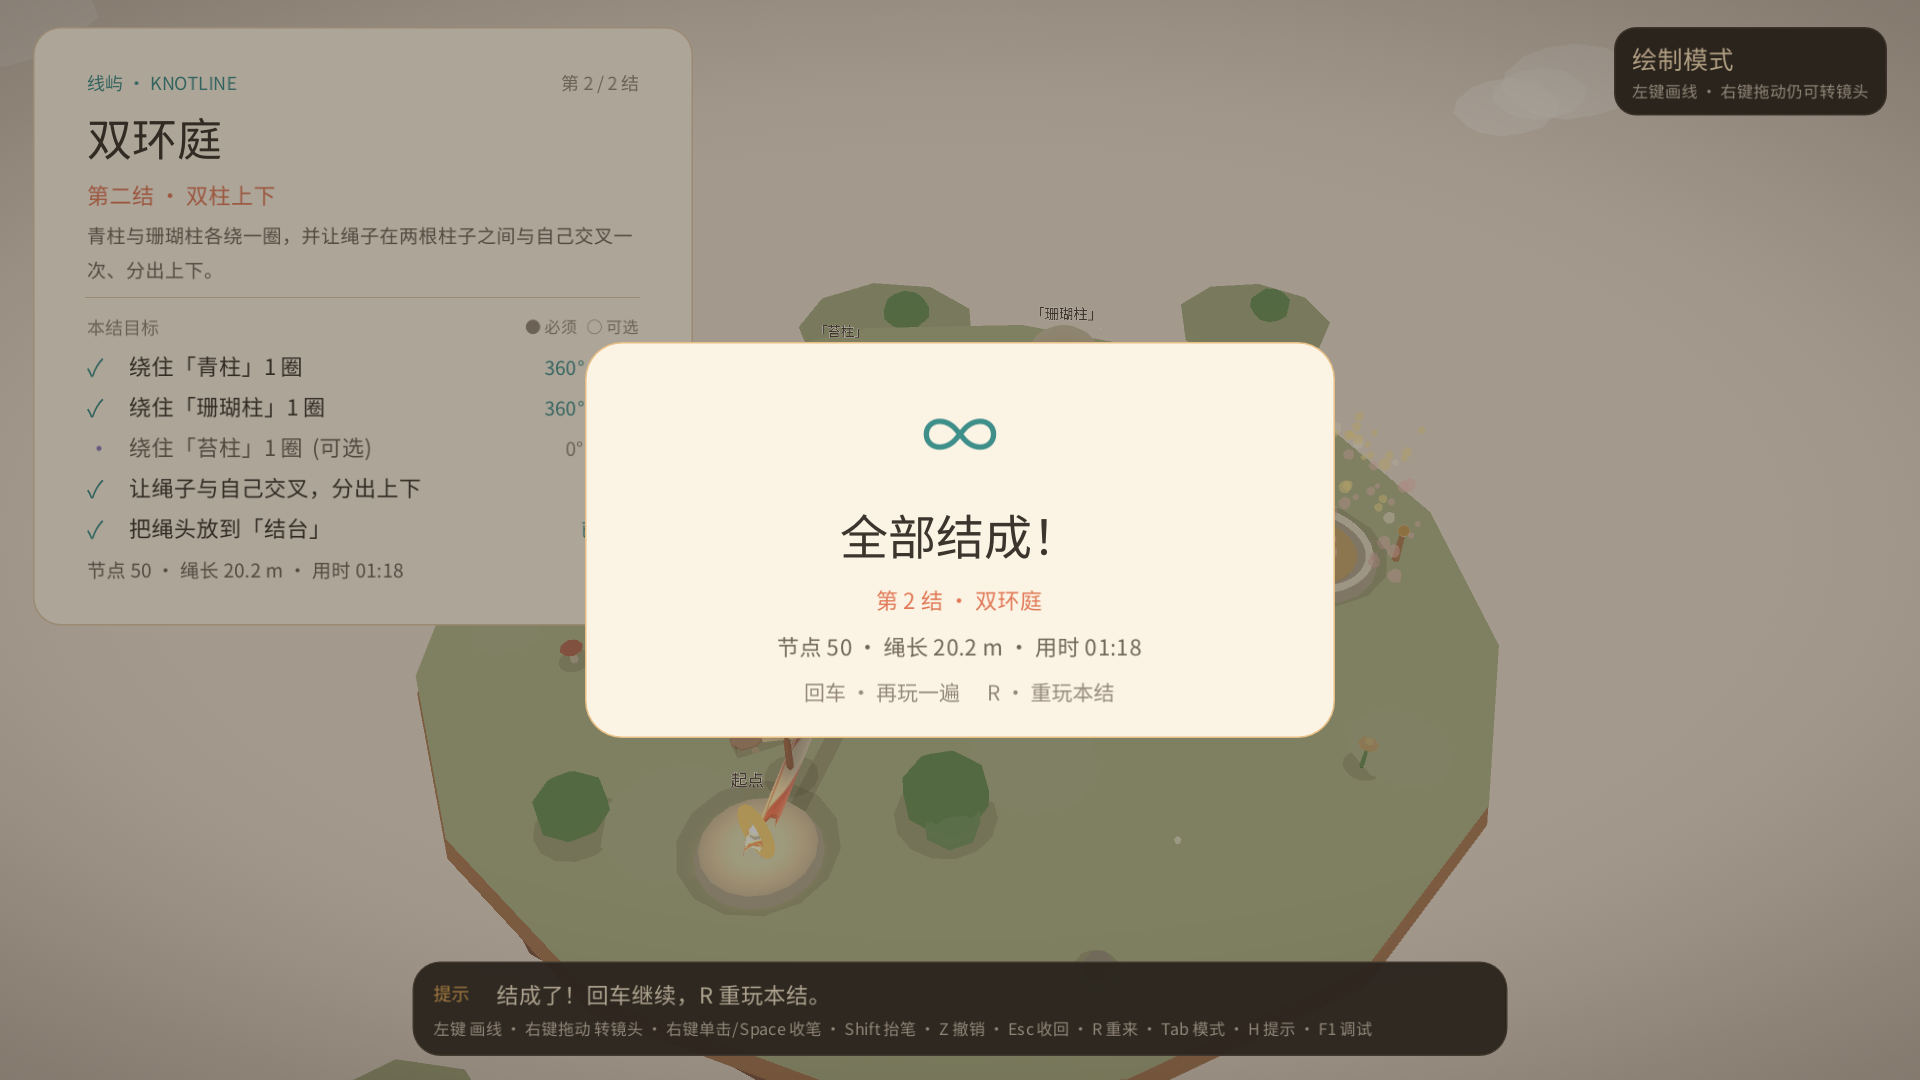 线屿 · KNOTLINE
第 2 / 2 结
双环庭
第二结 · 双柱上下
青柱与珊瑚柱各绕一圈，并让绳子在两根柱子之间与自己交叉一
次、分出上下。
本结目标
必须 可选
✓ 绕住「青柱」1 圈 360°
✓ 绕住「珊瑚柱」1 圈 360°
· 绕住「苔柱」1 圈 (可选) 0°
✓ 让绳子与自己交叉，分出上下
✓ 把绳头放到「结台」
节点 50 · 绳长 20.2 m · 用时 01:18
绘制模式
左键画线 · 右键拖动仍可转镜头
「珊瑚柱」
「苔柱」
∞
全部结成！
第 2 结 · 双环庭
节点 50 · 绳长 20.2 m · 用时 01:18
回车 · 再玩一遍 R · 重玩本结
起点
提示 结成了！回车继续，R 重玩本结。
左键 画线 · 右键拖动 转镜头 · 右键单击/Space 收笔 · Shift 抬笔 · Z 撤销 · Esc 收回 · R 重来 · Tab 模式 · H 提示 · F1 调试